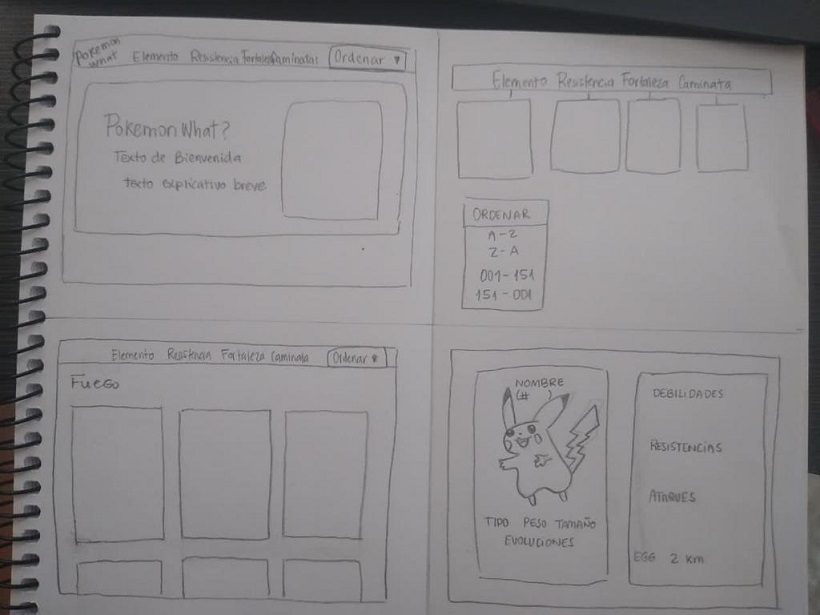 Pokemon what Elemento Resistencia Fortaleza Caminatas Ordenar ▼
Pokemon What?
Texto de Bienvenida
texto explicativo breve.
Elemento Resistencia Fortaleza Caminata
ORDENAR
A-Z
Z-A
001-151
151-001
Elemento Resistencia Fortaleza Caminata Ordenar ▼
Fuego
NOMBRE
(# )
TIPO PESO TAMAÑO
EVOLUCIONES
DEBILIDADES
RESISTENCIAS
ATAQUES
EGG 2 km